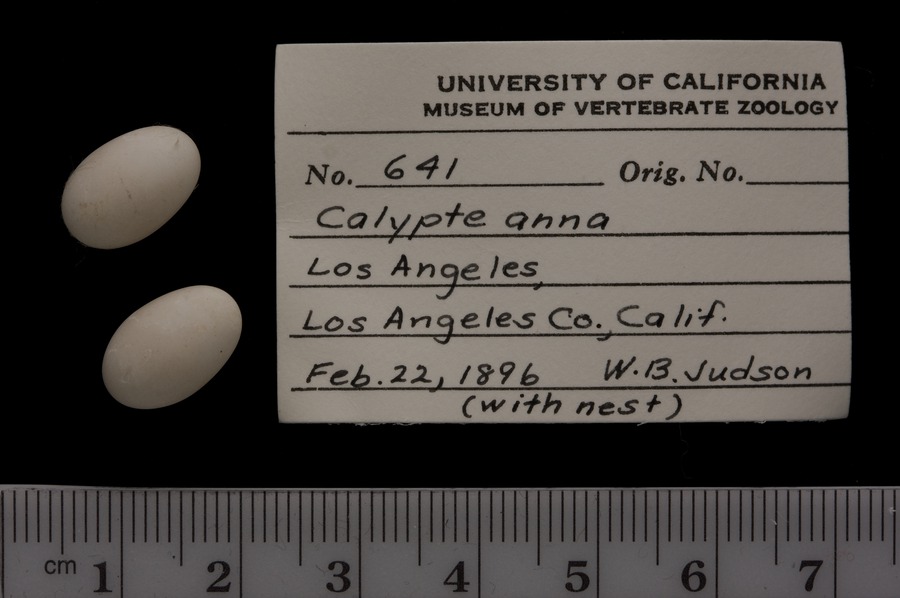 UNIVERSITY OF CALIFORNIA
MUSEUM OF VERTEBRATE ZOOLOGY
No. 641 Orig. No.
Calypte anna
Los Angeles,
Los Angeles Co., Calif.
Feb. 22, 1896 W.B. Judson
(with nest)
cm 1 2 3 4 5 6 7